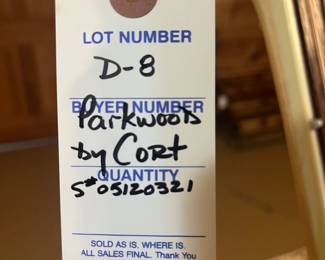 LOT NUMBER
D-8
BUYER NUMBER
Parkwoods
by CORT
QUANTITY
S# 05120321
SOLD AS IS, WHERE IS.
ALL SALES FINAL. Thank You